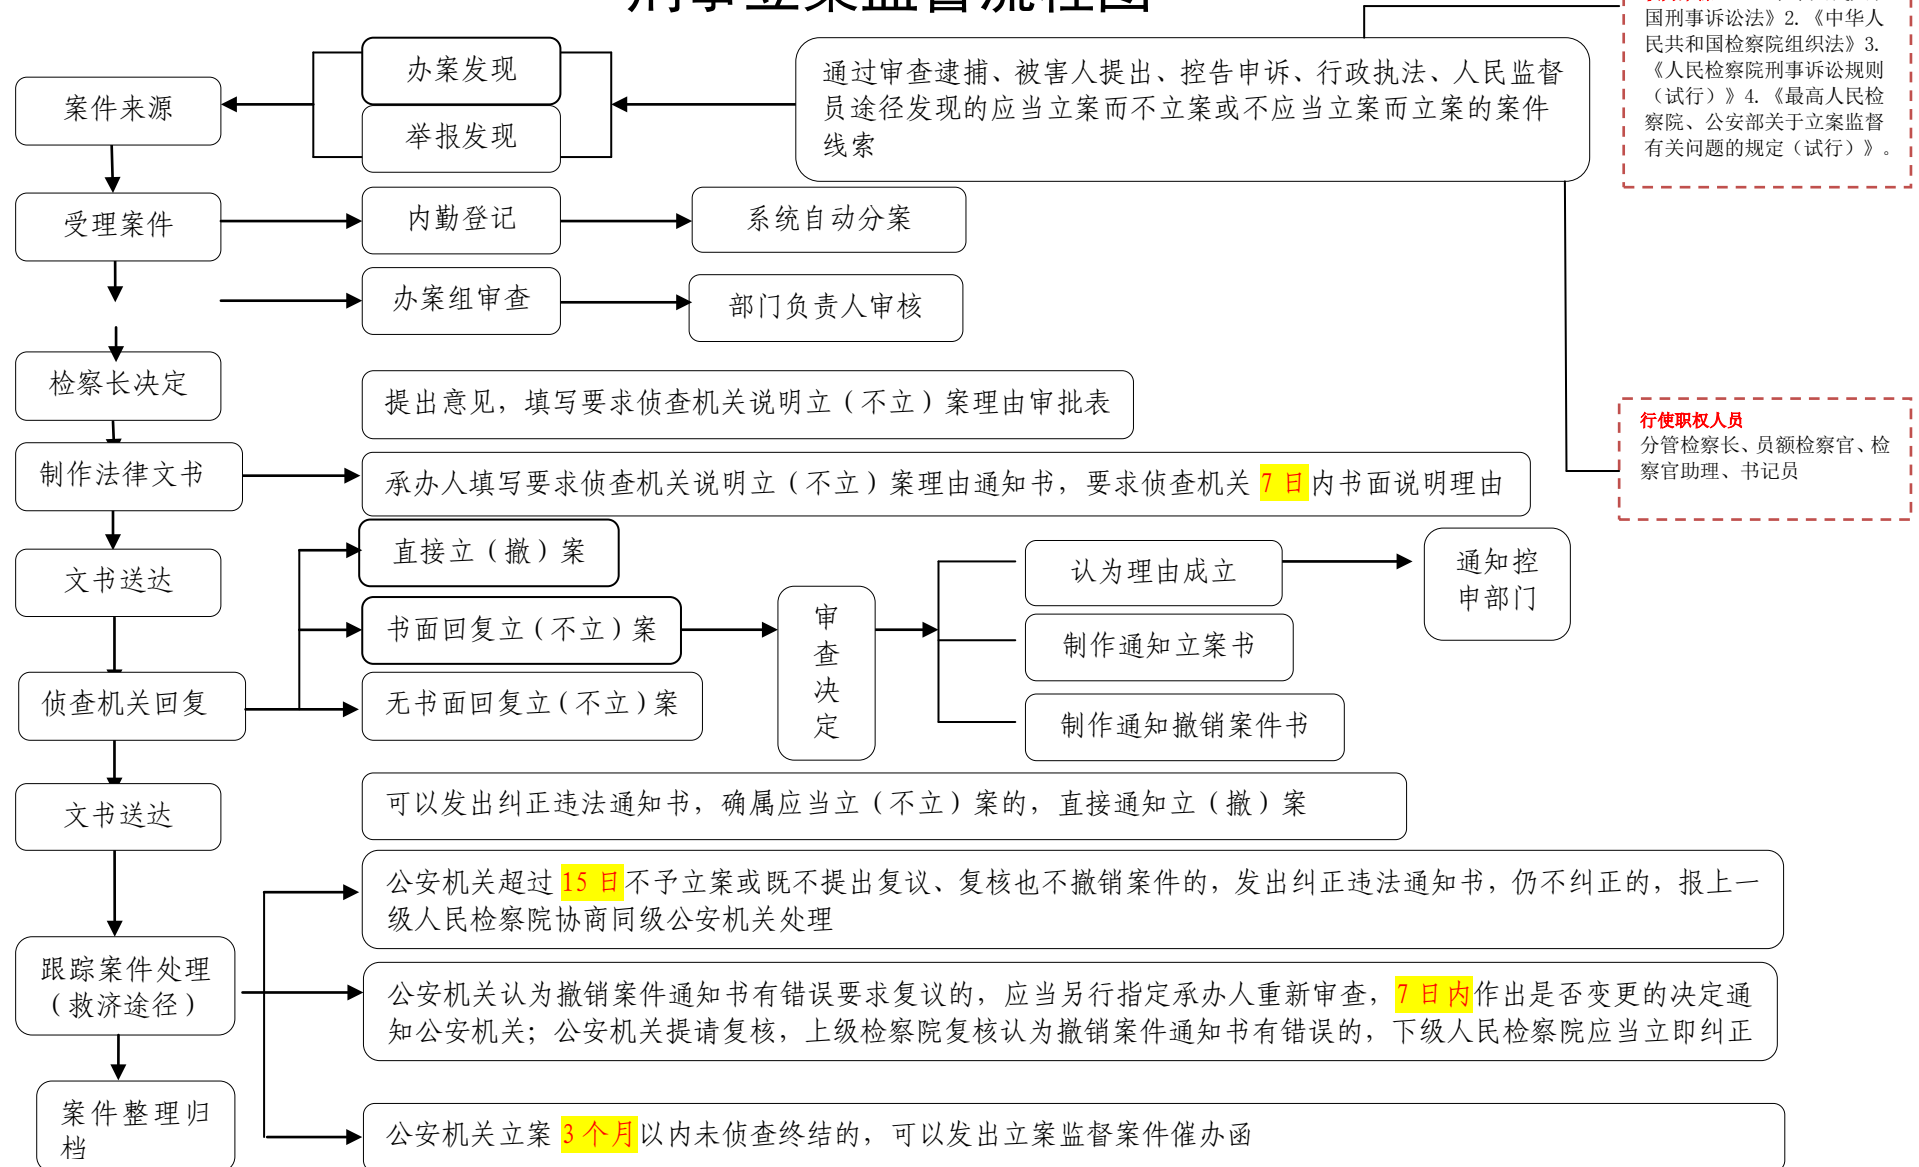 刑事立案监督流程图
国刑事诉讼法》2.《中华人
民共和国检察院组织法》3.
《人民检察院刑事诉讼规则
（试行）》4.《最高人民检
察院、公安部关于立案监督
有关问题的规定（试行）》。
案件来源
办案发现
举报发现
通过审查逮捕、被害人提出、控告申诉、行政执法、人民监督
员途径发现的应当立案而不立案或不应当立案而立案的案件
线索
受理案件
内勤登记
系统自动分案
办案组审查
部门负责人审核
检察长决定
提出意见，填写要求侦查机关说明立（不立）案理由审批表
行使职权人员
分管检察长、员额检察官、检
察官助理、书记员
制作法律文书
承办人填写要求侦查机关说明立（不立）案理由通知书，要求侦查机关 7 日内书面说明理由
文书送达
直接立（撤）案
书面回复立（不立）案
无书面回复立（不立）案
审
查
决
定
认为理由成立
制作通知立案书
制作通知撤销案件书
通知控
申部门
侦查机关回复
文书送达
可以发出纠正违法通知书，确属应当立（不立）案的，直接通知立（撤）案
公安机关超过 15 日不予立案或既不提出复议、复核也不撤销案件的，发出纠正违法通知书，仍不纠正的，报上一
级人民检察院协商同级公安机关处理
跟踪案件处理
（救济途径）
公安机关认为撤销案件通知书有错误要求复议的，应当另行指定承办人重新审查，7 日内作出是否变更的决定通
知公安机关；公安机关提请复核，上级检察院复核认为撤销案件通知书有错误的，下级人民检察院应当立即纠正
案件整理归
档
公安机关立案 3 个月以内未侦查终结的，可以发出立案监督案件催办函